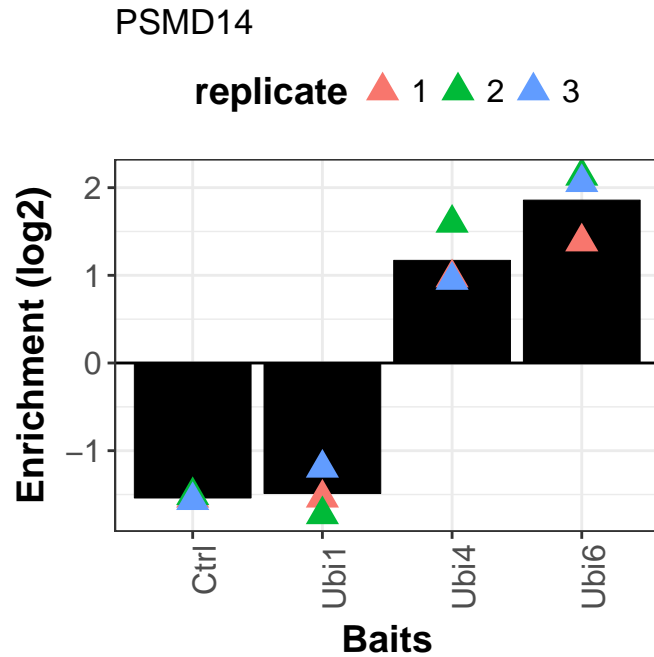 PSMD14
replicate 1 2 3
Enrichment (log2)
2
1
0
−1
Ctrl
Ubi1
Ubi4
Ubi6
Baits